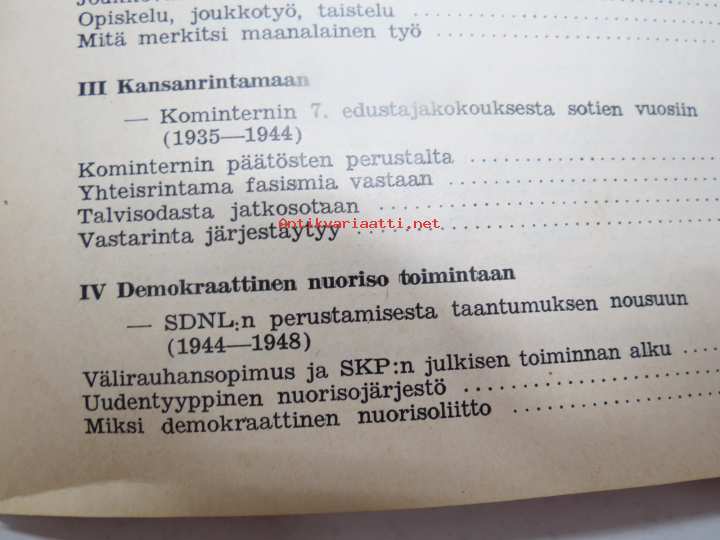 Opiskelu, joukkotyö, taistelu
Mitä merkitsi maanalainen työ
III Kansanrintamaan
— Kominternin 7. edustajakokouksesta sotien vuosiin
(1935—1944)
Kominternin päätösten perustalta
Yhteisrintama fasismia vastaan
Talvisodasta jatkosotaan
Antikvariaatti.net
Vastarinta järjestäytyy
IV Demokraattinen nuoriso toimintaan
— SDNL:n perustamisesta taantumuksen nousuun
(1944—1948)
Välirauhansopimus ja SKP:n julkisen toiminnan alku
Uudentyyppinen nuorisojärjestö
Miksi demokraattinen nuorisoliitto